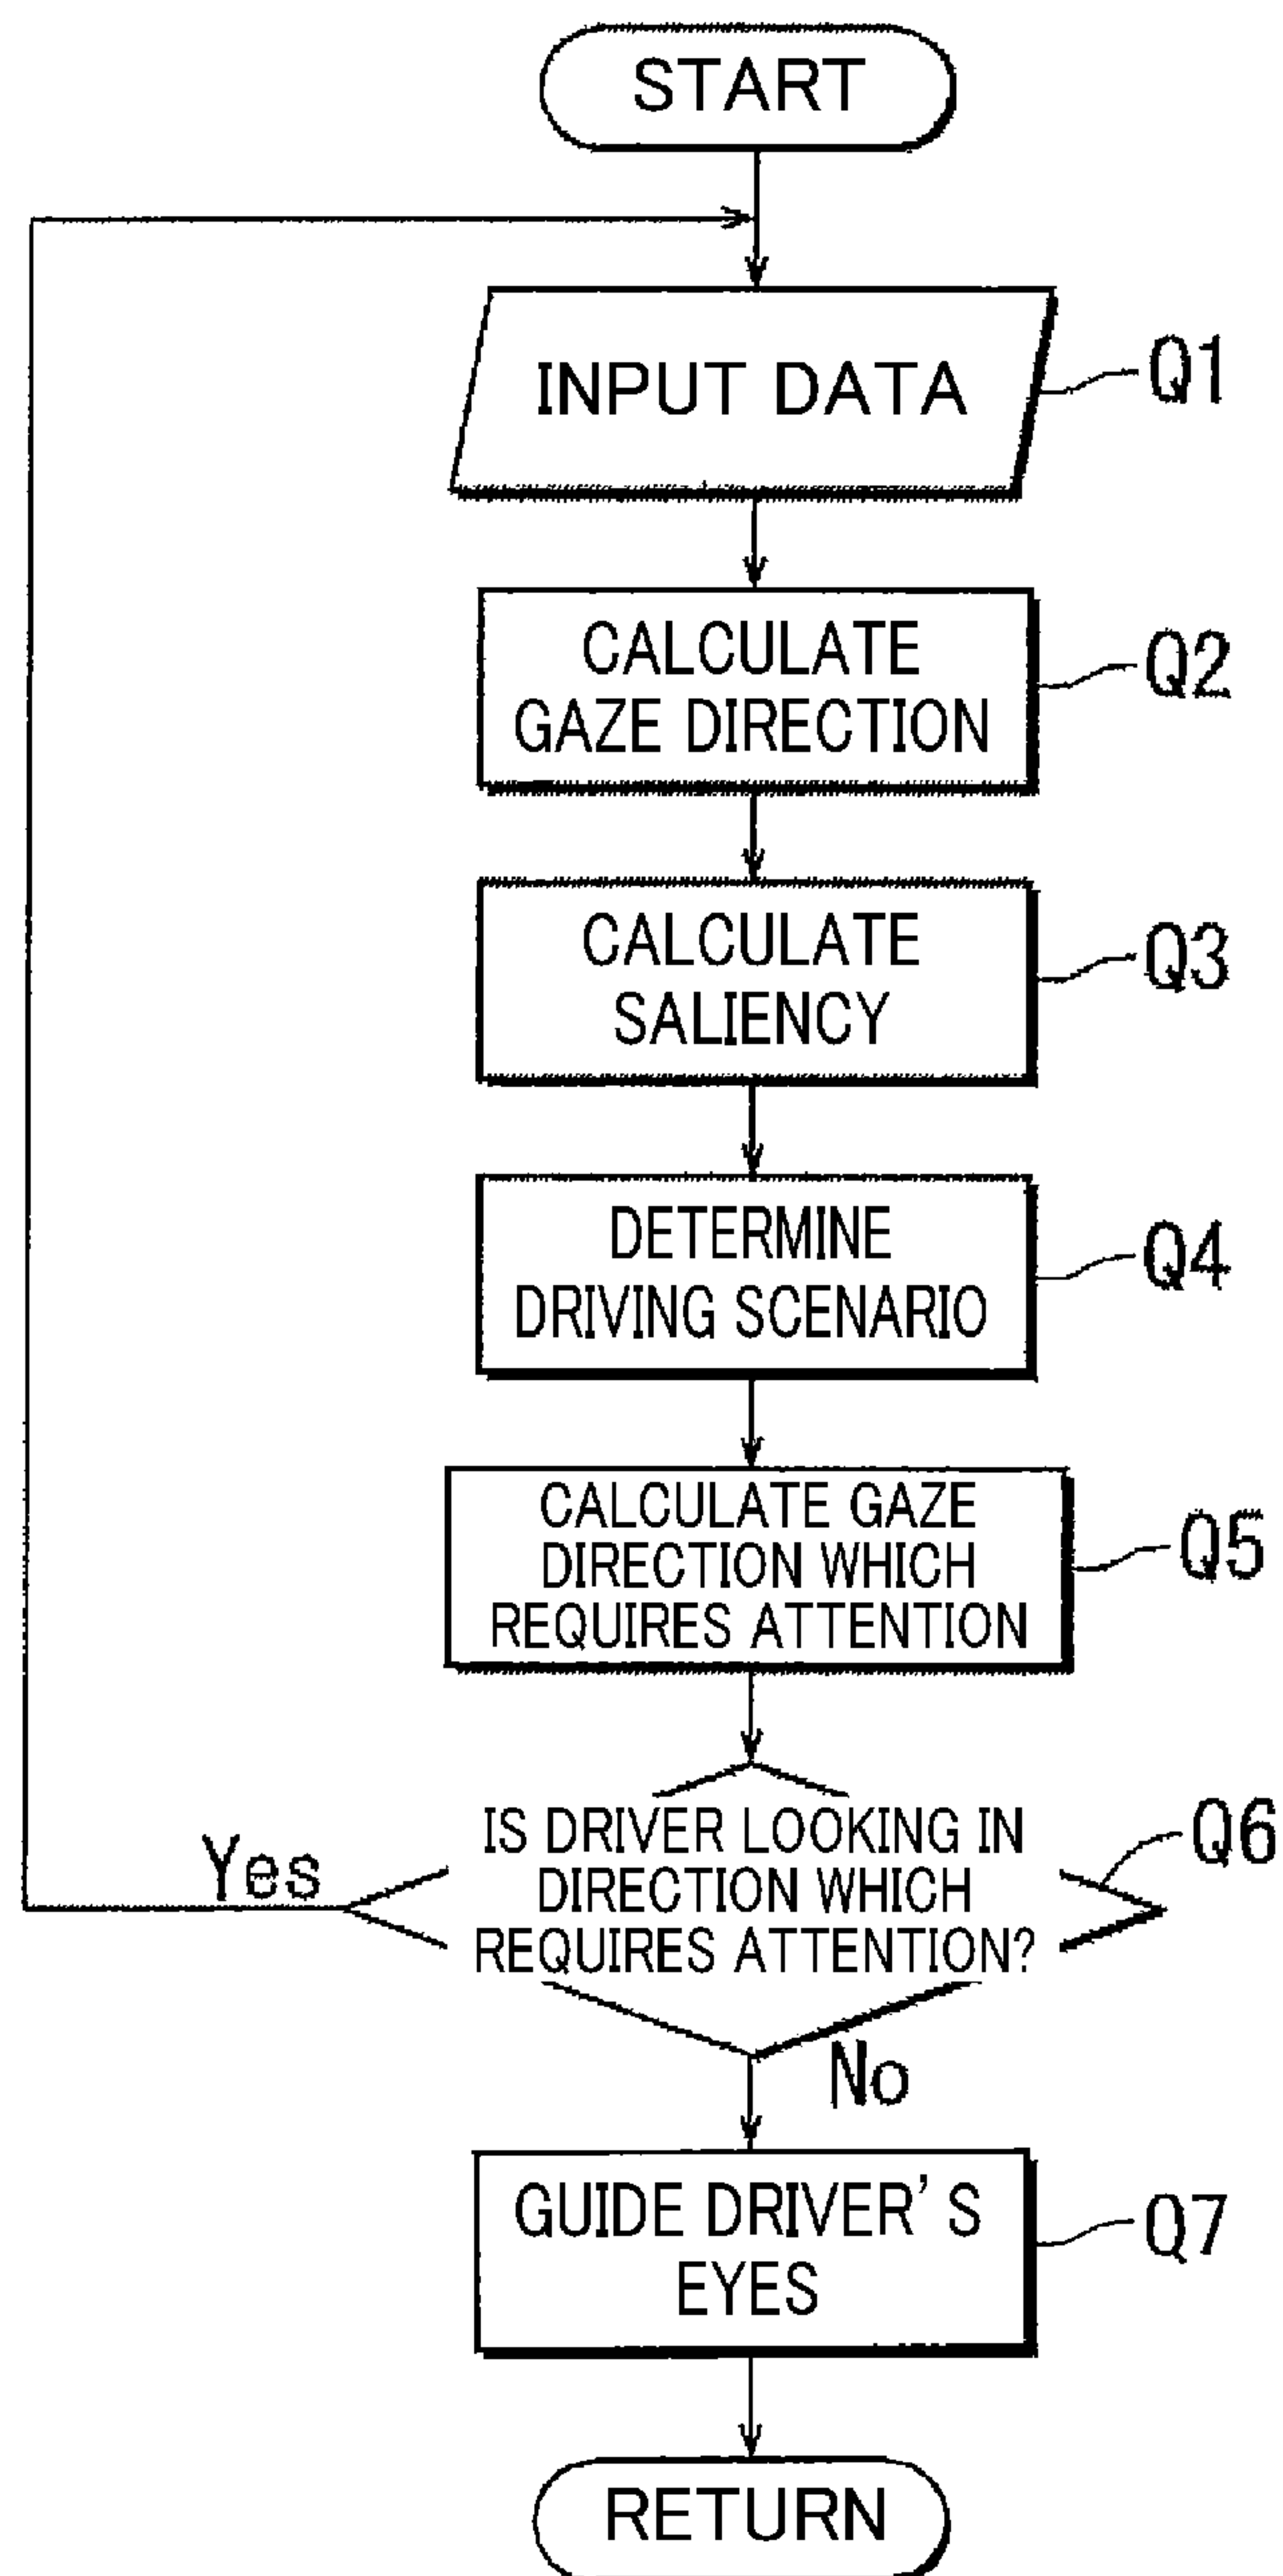 START
INPUT DATA
Q1
CALCULATE
GAZE DIRECTION
Q2
CALCULATE
SALIENCY
Q3
DETERMINE
DRIVING SCENARIO
Q4
CALCULATE GAZE
DIRECTION WHICH
REQUIRES ATTENTION
Q5
IS DRIVER LOOKING IN
DIRECTION WHICH
REQUIRES ATTENTION?
Q6
Yes
No
GUIDE DRIVER'S
EYES
Q7
RETURN